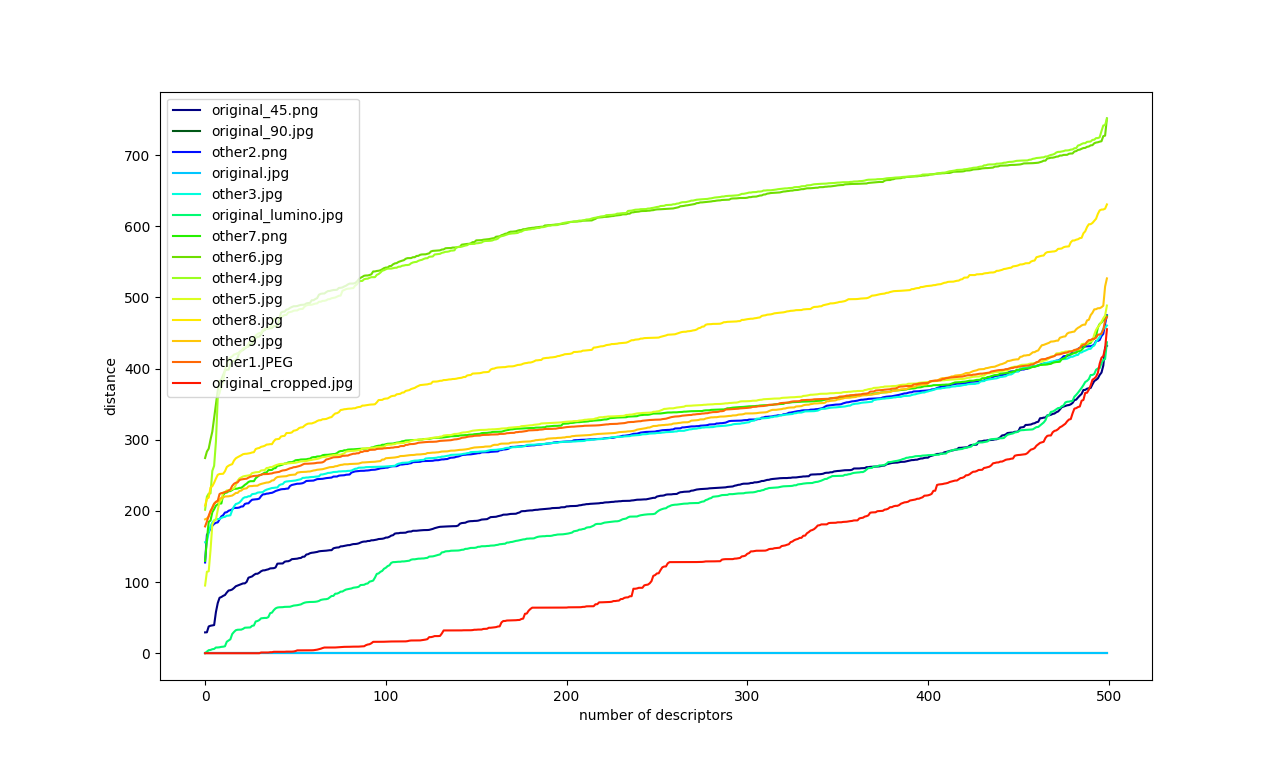 original_45.png
original_90.jpg
other2.png
original.jpg
other3.jpg
original_lumino.jpg
other7.png
other6.jpg
other4.jpg
other5.jpg
other8.jpg
other9.jpg
other1.JPEG
original_cropped.jpg
700
600
500
400
300
200
100
0
distance
0 100 200 300 400 500
number of descriptors